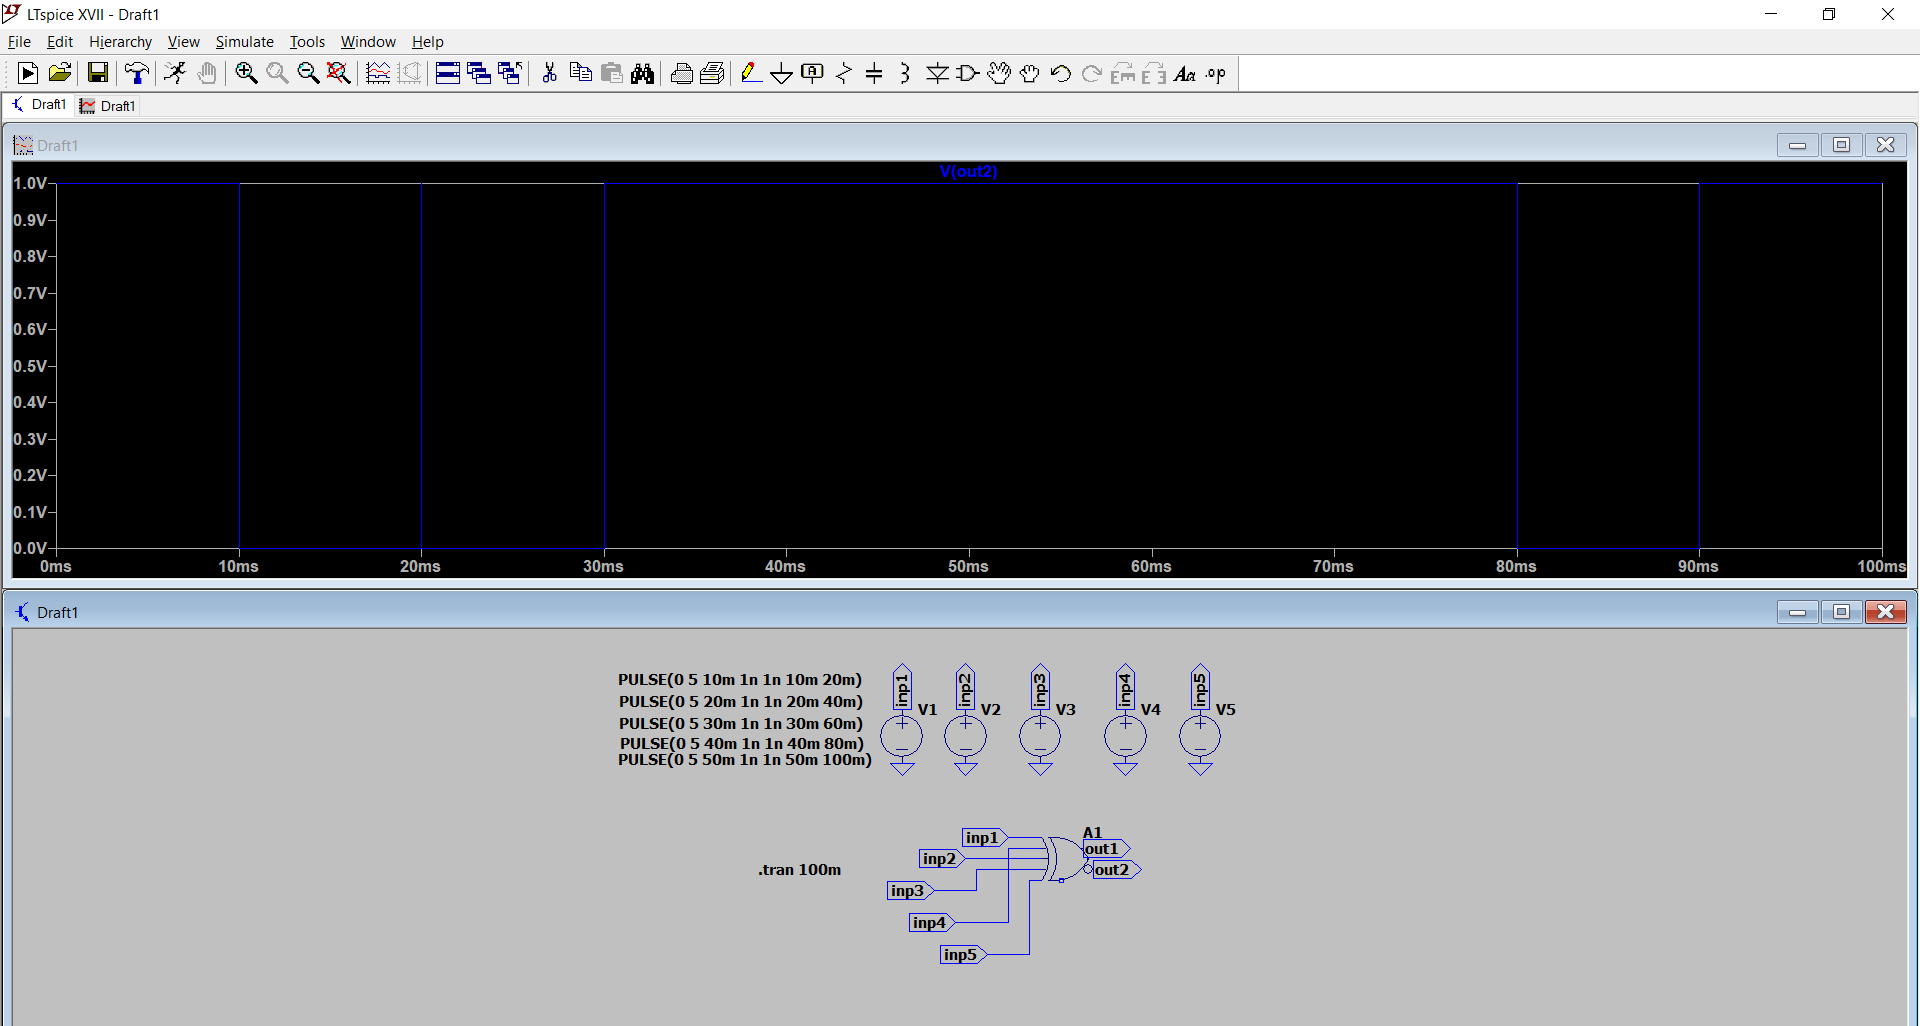 LTspice XVII - Draft1
File Edit Hierarchy View Simulate Tools Window Help
Aa .op
Draft1 Draft1
Draft1
V(out2)
1.0V
0.9V
0.8V
0.7V
0.6V
0.5V
0.4V
0.3V
0.2V
0.1V
0.0V
0ms 10ms 20ms 30ms 40ms 50ms 60ms 70ms 80ms 90ms 100ms
Draft1
PULSE(0 5 10m 1n 1n 10m 20m)
PULSE(0 5 20m 1n 1n 20m 40m)
PULSE(0 5 30m 1n 1n 30m 60m)
PULSE(0 5 40m 1n 1n 40m 80m)
PULSE(0 5 50m 1n 1n 50m 100m)
inp1 inp2 inp3 inp4 inp5
V1 V2 V3 V4 V5
A1
inp1 out1
inp2 out2
.tran 100m
inp3
inp4
inp5